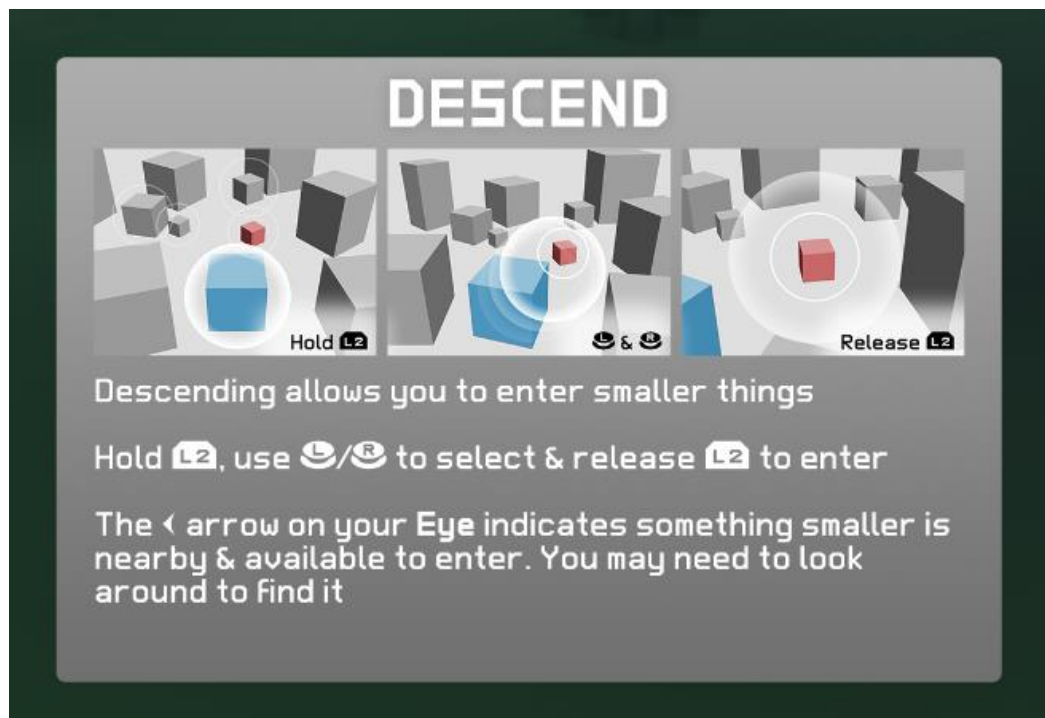 DESCEND
Hold L2
L & R
Release L2
Descending allows you to enter smaller things
Hold L2, use L/R to select & release L2 to enter
The < arrow on your Eye indicates something smaller is
nearby & available to enter. You may need to look
around to find it